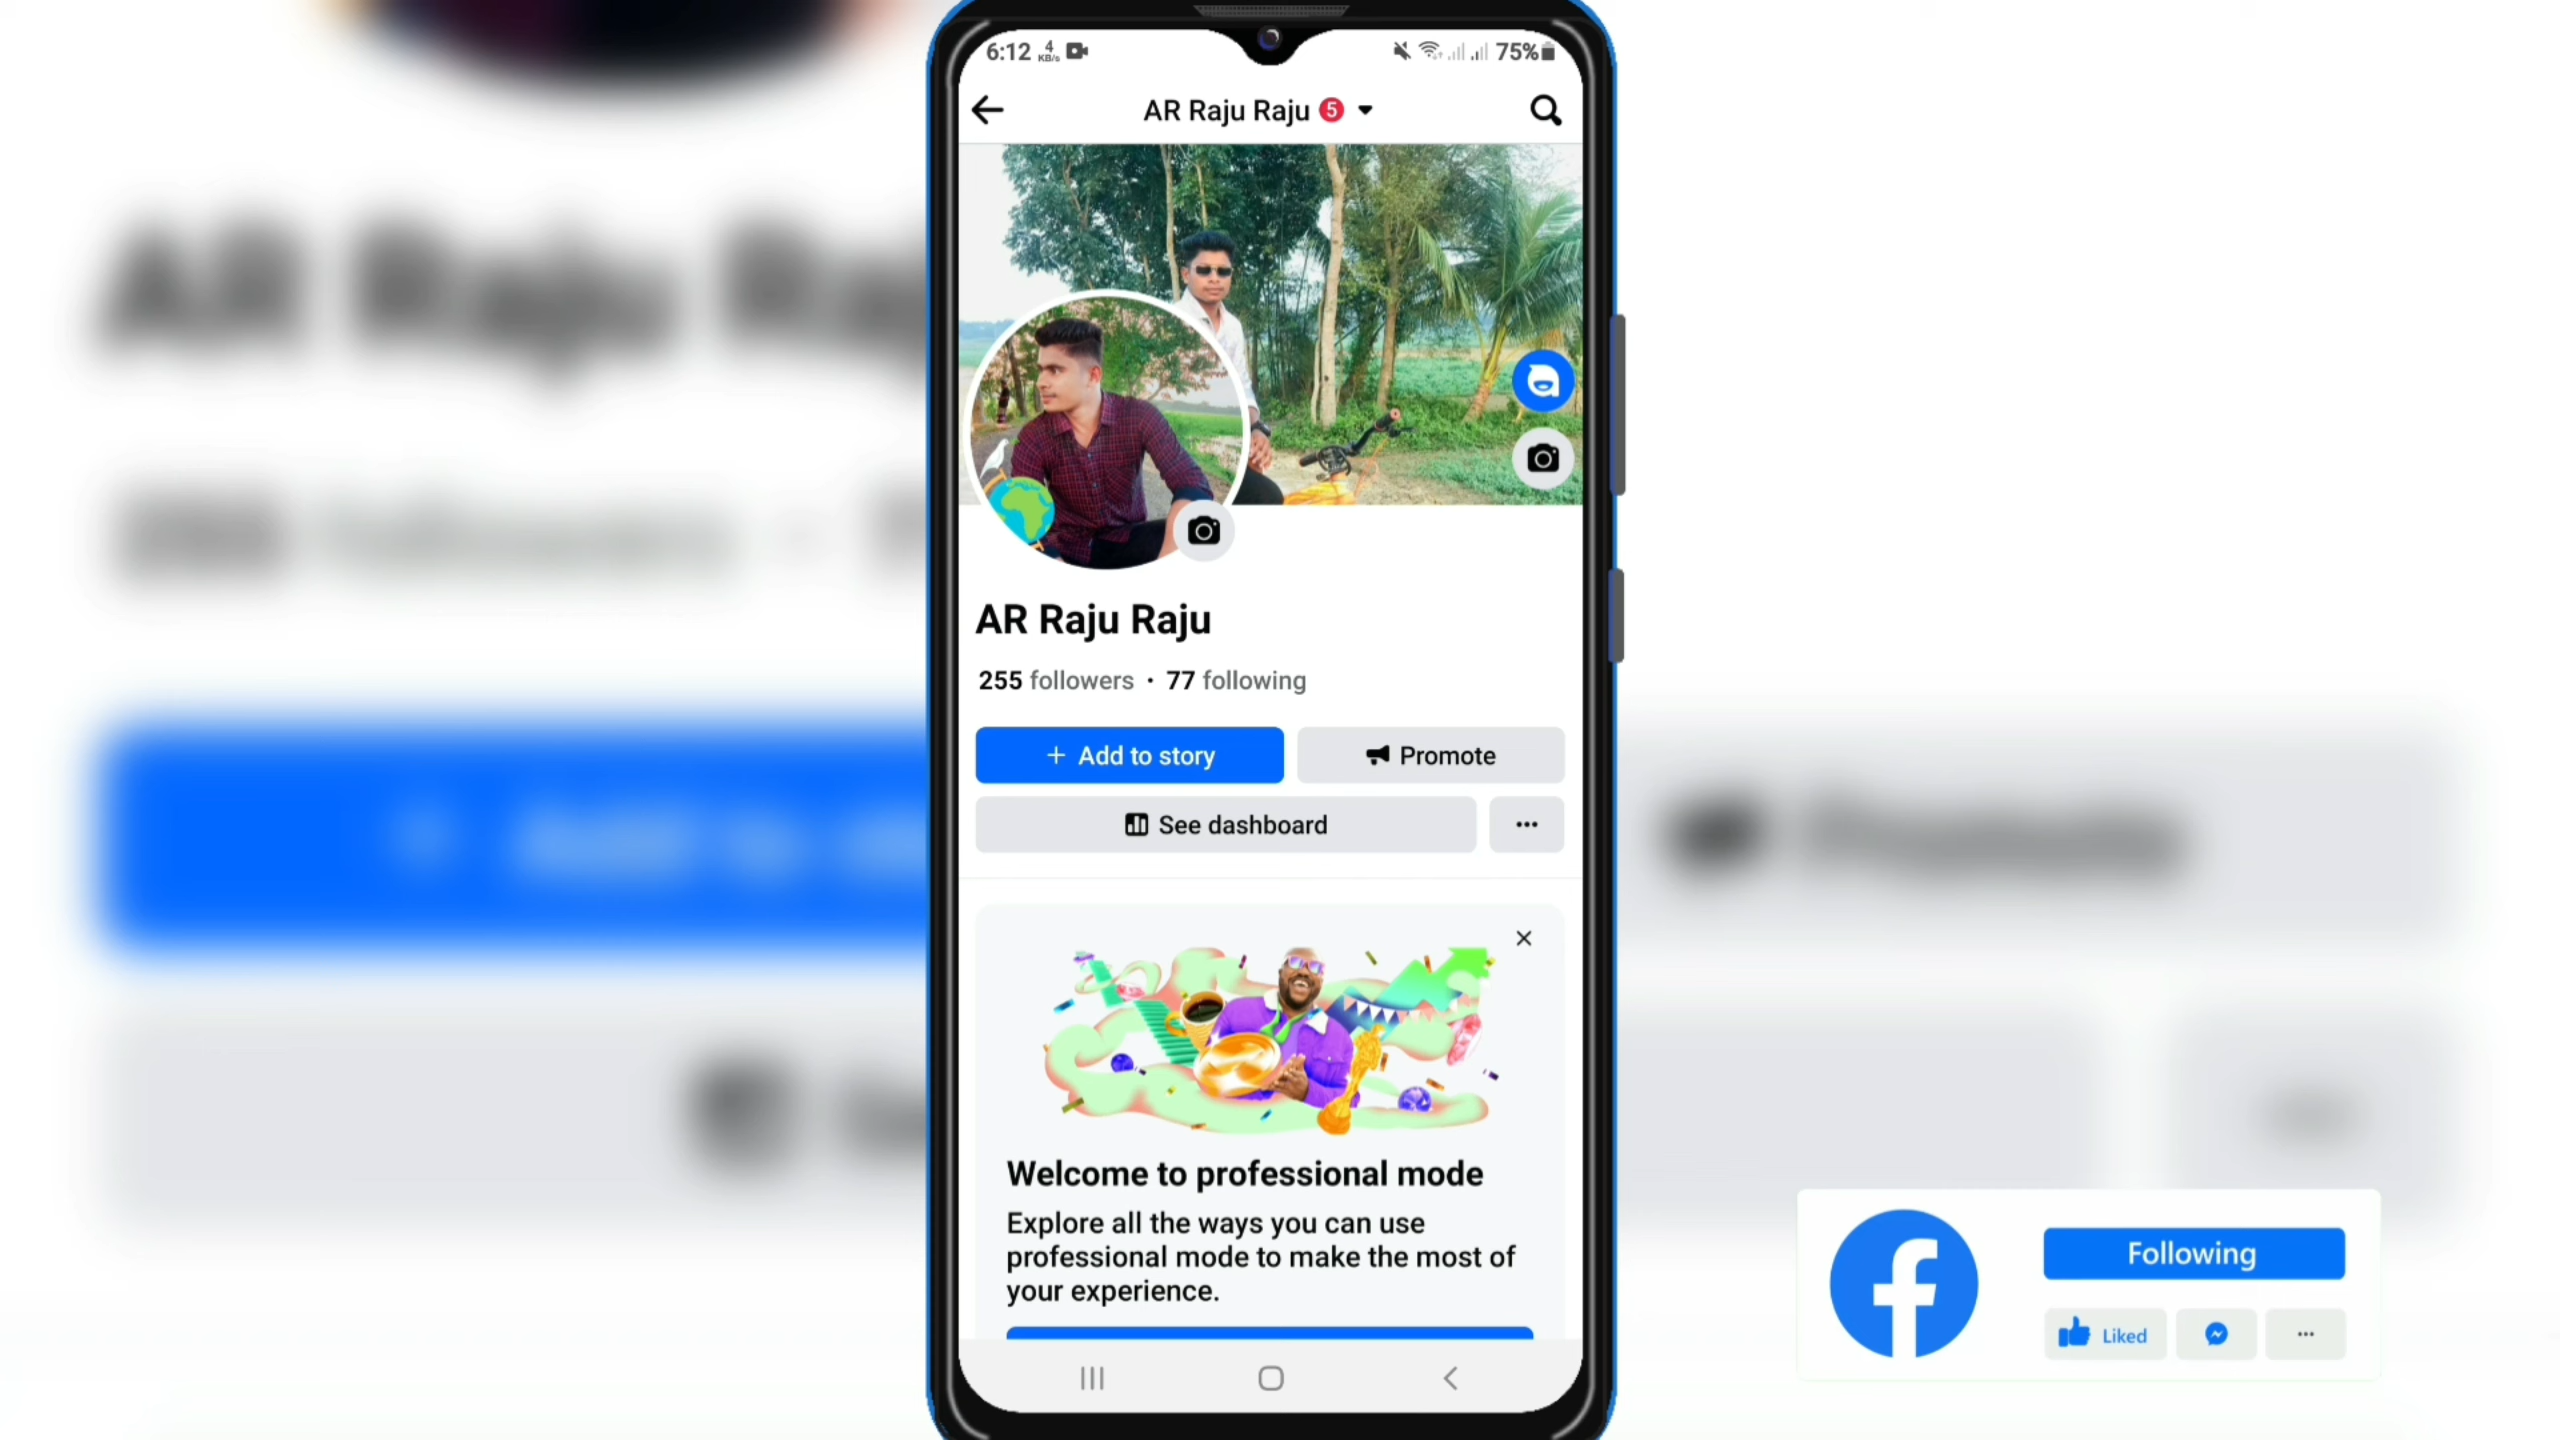 6:12 4 KB/s 75%
AR Raju Raju 5
AR Raju Raju
255 followers • 77 following
+ Add to story
Promote
See dashboard
Welcome to professional mode
Explore all the ways you can use
professional mode to make the most of
your experience.
Following
Liked